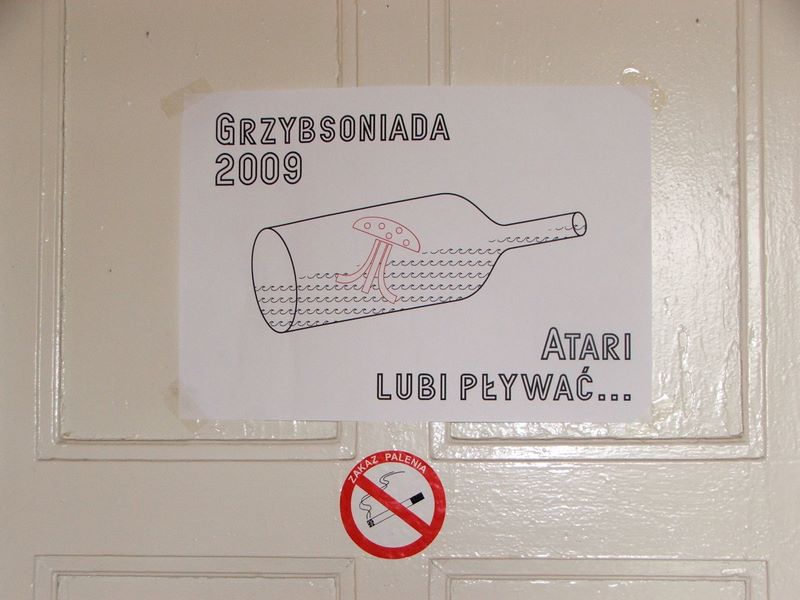 GRZYBSONIADA
2009
ATARI
LUBI PŁYWAĆ...
ZAKAZ PALENIA